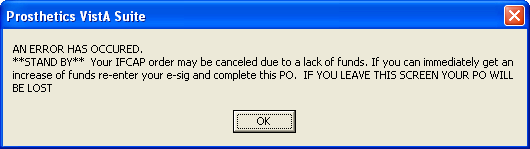 Prosthetics VistA Suite
AN ERROR HAS OCCURED.
**STAND BY** Your IFCAP order may be canceled due to a lack of funds. If you can immediately get an
increase of funds re-enter your e-sig and complete this PO. IF YOU LEAVE THIS SCREEN YOUR PO WILL
BE LOST
OK